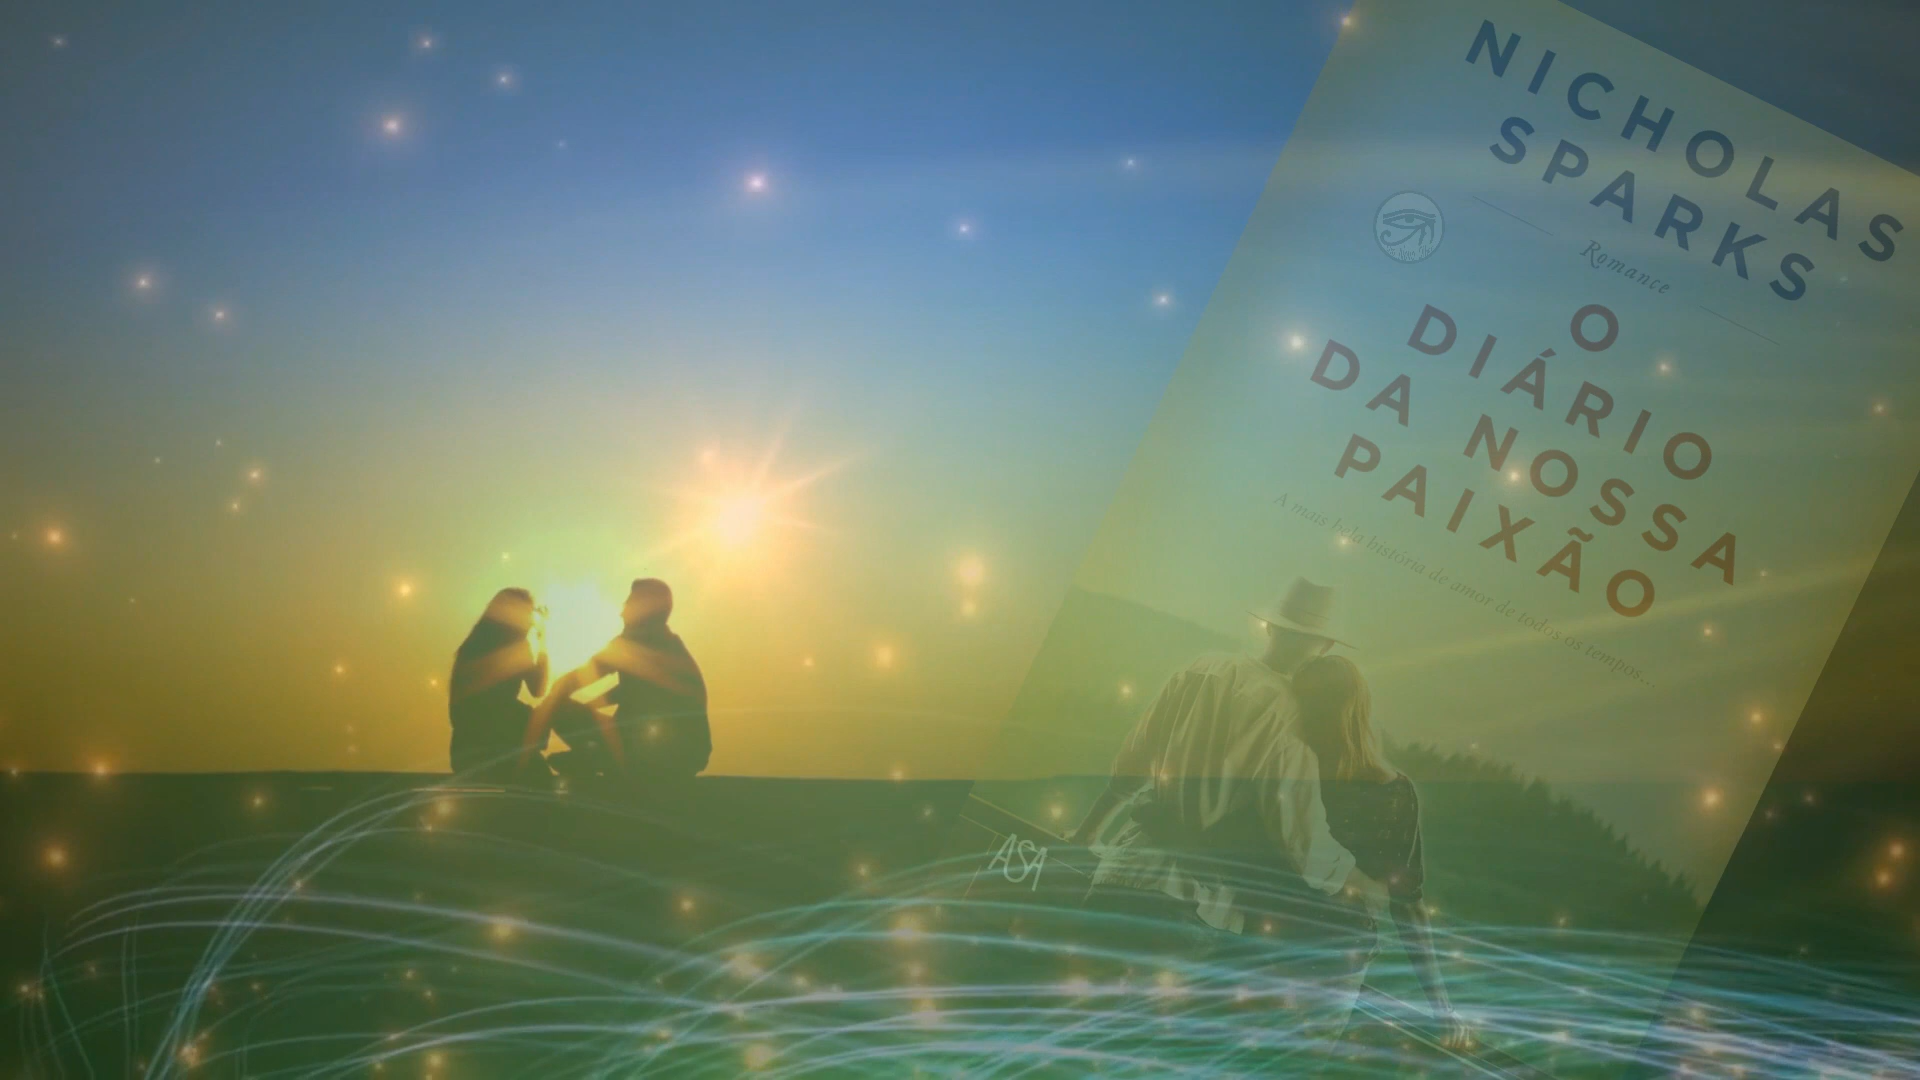 NICHOLAS
SPARKS
Romance
O
DIÁRIO
DA NOSSA
PAIXÃO
A mais bela história de amor de todos os tempos...
ASA